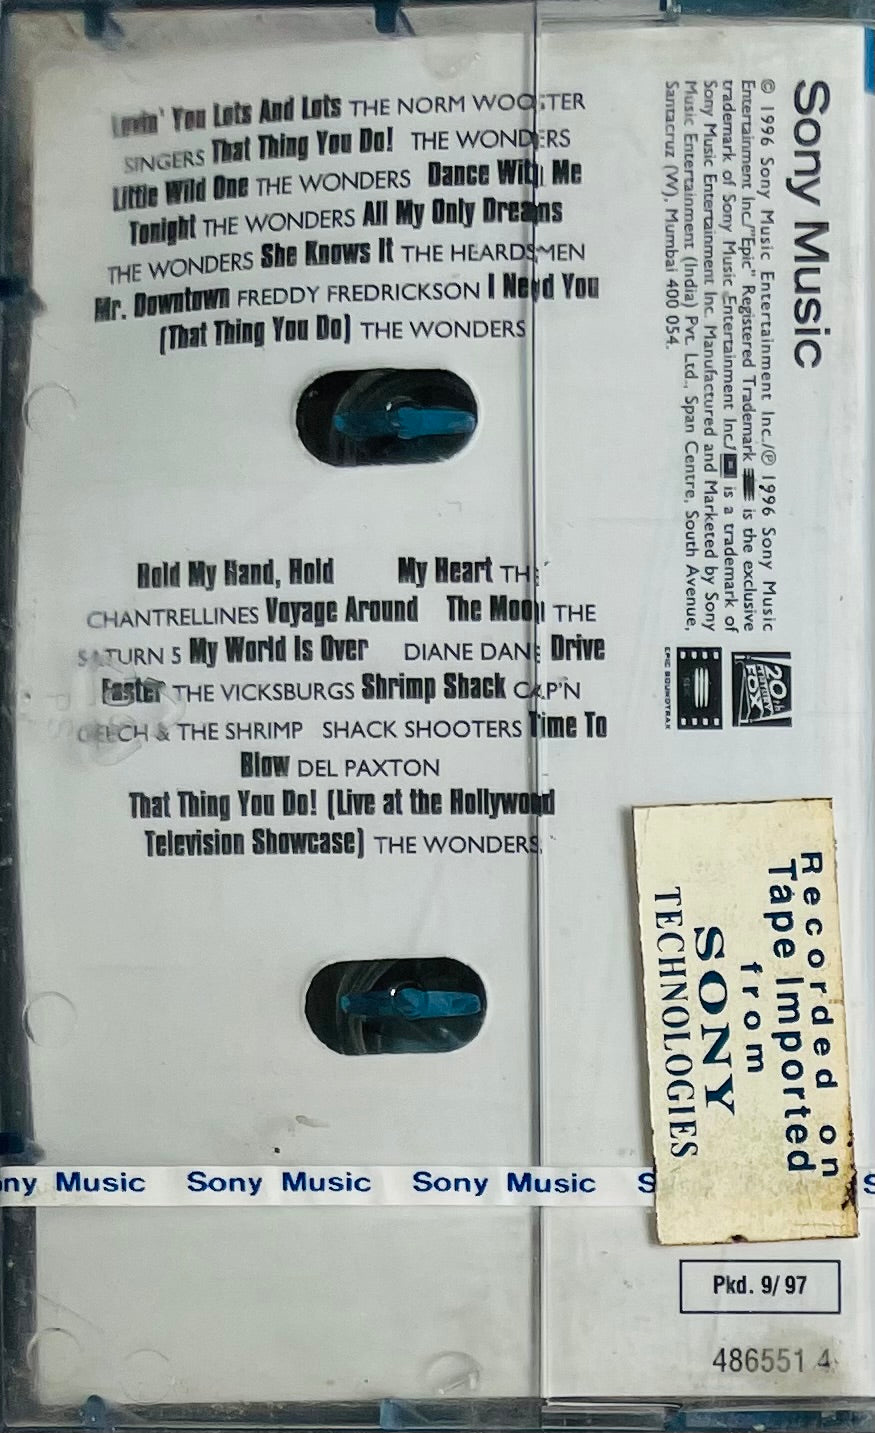 Lovin' You Lots And Lots THE NORM WOOSTER
SINGERS That Thing You Do! THE WONDERS
Little Wild One THE WONDERS Dance With Me
Tonight THE WONDERS All My Only Dreams
THE WONDERS She Knows It THE HEARDSMEN
Mr. Downtown FREDDY FREDRICKSON I Need You
(That Thing You Do) THE WONDERS
Hold My Hand, Hold My Heart THE
CHANTRELLINES Voyage Around The Moon THE
SATURN 5 My World Is Over DIANE DANE Drive
Faster THE VICKSBURGS Shrimp Shack CAP'N
GEECH & THE SHRIMP SHACK SHOOTERS Time To
Blow DEL PAXTON
That Thing You Do! (Live at the Hollywood
Television Showcase) THE WONDERS
Sony Music
© 1996 Sony Music Entertainment Inc./℗ 1996 Sony Music
Entertainment Inc./"Epic" Registered Trademark is the exclusive
trademark of Sony Music Entertainment Inc./ is a trademark of
Sony Music Entertainment Inc. Manufactured and Marketed by Sony
Music Entertainment (India) Pvt. Ltd., Span Centre, South Avenue,
Santacruz (W), Mumbai 400 054.
20th
CENTURY
FOX
EPIC SOUNDTRAX
Recorded on
Tape Imported
from
SONY
TECHNOLOGIES
ny Music Sony Music Sony Music S S
Pkd. 9/97
486551 4